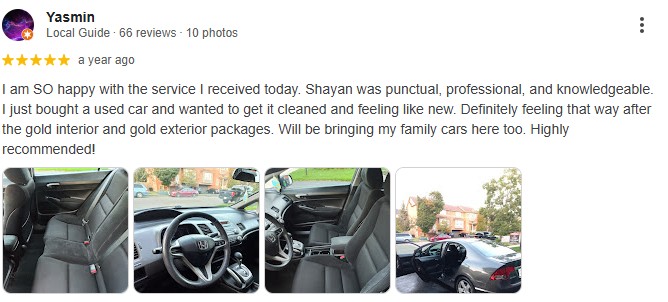 Yasmin
Local Guide · 66 reviews · 10 photos
a year ago
I am SO happy with the service I received today. Shayan was punctual, professional, and knowledgeable.
I just bought a used car and wanted to get it cleaned and feeling like new. Definitely feeling that way after
the gold interior and gold exterior packages. Will be bringing my family cars here too. Highly
recommended!